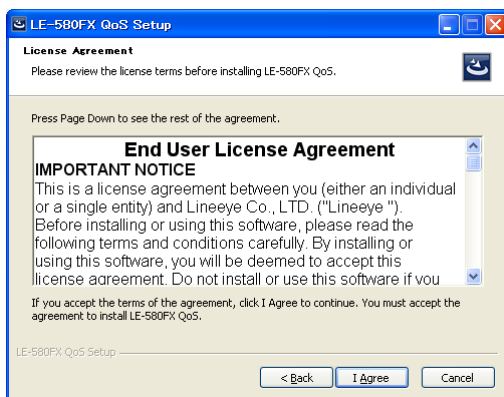 LE-580FX QoS Setup
License Agreement
Please review the license terms before installing LE-580FX QoS.
Press Page Down to see the rest of the agreement.
End User License Agreement
IMPORTANT NOTICE
This is a license agreement between you (either an individual
or a single entity) and Lineeye Co., LTD. ("Lineeye ").
Before installing or using this software, please read the
following terms and conditions carefully. By installing or
using this software, you will be deemed to accept this
license agreement. Do not install or use this software if you
If you accept the terms of the agreement, click I Agree to continue. You must accept the
agreement to install LE-580FX QoS.
LE-580FX QoS Setup
< Back
I Agree
Cancel